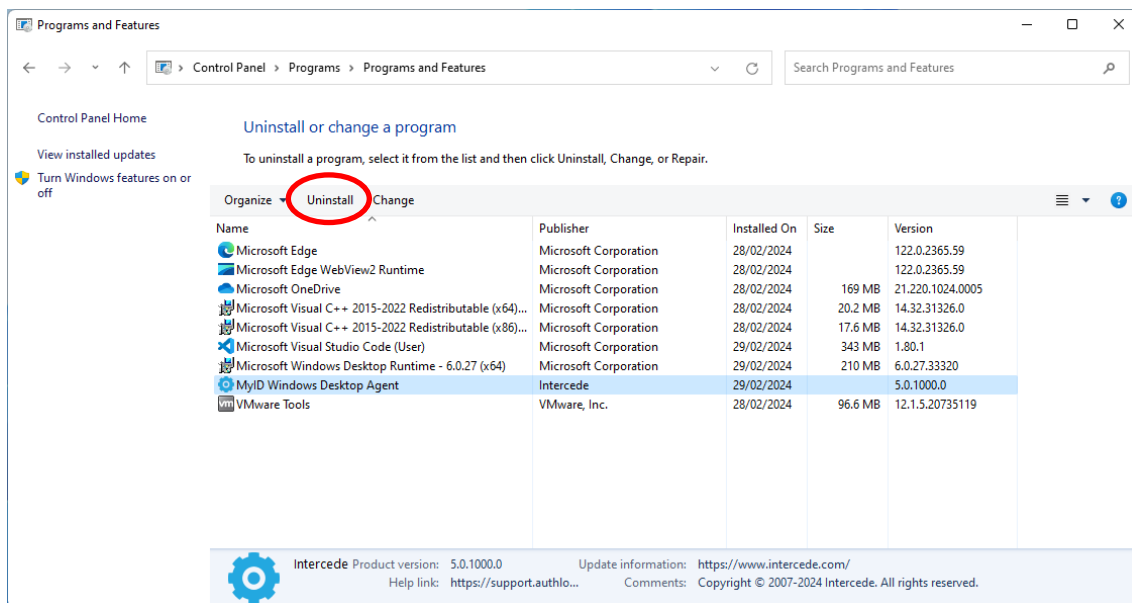 Programs and Features
Control Panel > Programs > Programs and Features Search Programs and Features
Control Panel Home
View installed updates
Turn Windows features on or
off
Uninstall or change a program
To uninstall a program, select it from the list and then click Uninstall, Change, or Repair.
Organize Uninstall Change
Name Publisher Installed On Size Version
Microsoft Edge Microsoft Corporation 28/02/2024 122.0.2365.59
Microsoft Edge WebView2 Runtime Microsoft Corporation 28/02/2024 122.0.2365.59
Microsoft OneDrive Microsoft Corporation 28/02/2024 169 MB 21.220.1024.0005
Microsoft Visual C++ 2015-2022 Redistributable (x64)... Microsoft Corporation 28/02/2024 20.2 MB 14.32.31326.0
Microsoft Visual C++ 2015-2022 Redistributable (x86)... Microsoft Corporation 28/02/2024 17.6 MB 14.32.31326.0
Microsoft Visual Studio Code (User) Microsoft Corporation 29/02/2024 343 MB 1.80.1
Microsoft Windows Desktop Runtime - 6.0.27 (x64) Microsoft Corporation 29/02/2024 210 MB 6.0.27.33320
MyID Windows Desktop Agent Intercede 29/02/2024 5.0.1000.0
vm VMware Tools VMware, Inc. 28/02/2024 96.6 MB 12.1.5.20735119
Intercede Product version: 5.0.1000.0 Update information: https://www.intercede.com/
Help link: https://support.authlo... Comments: Copyright © 2007-2024 Intercede. All rights reserved.